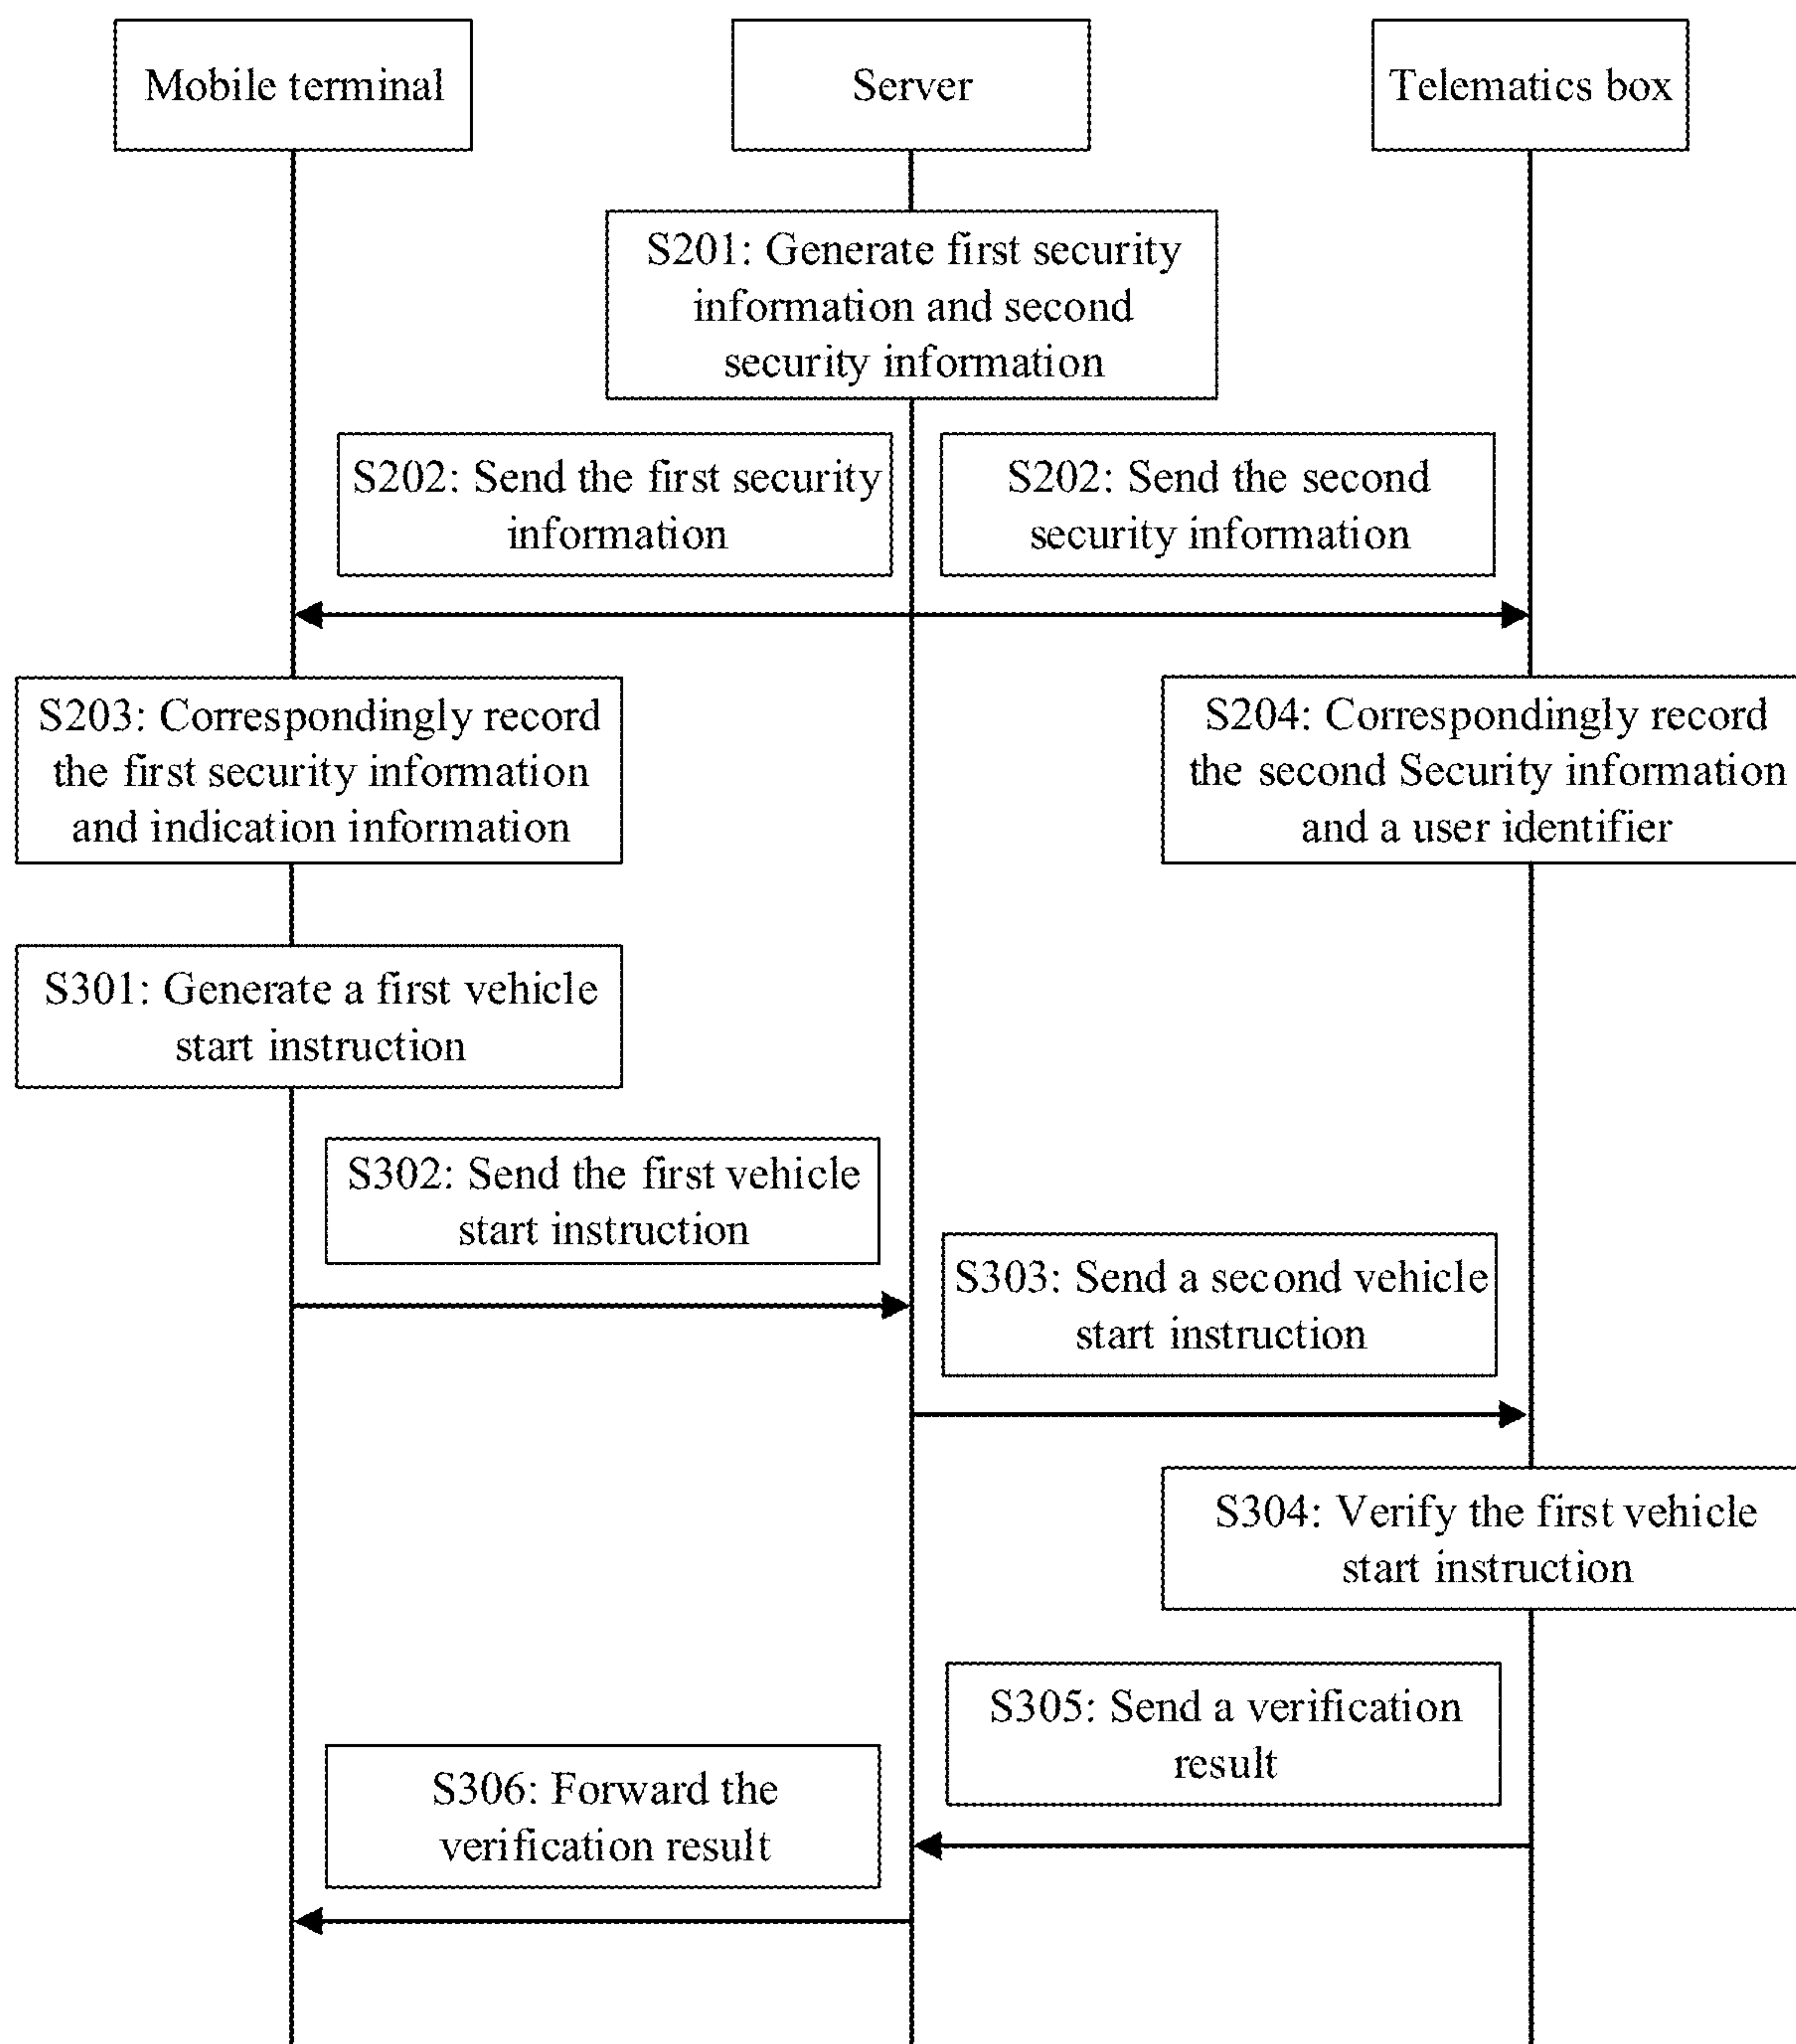 Mobile terminal
Server
Telematics box
S201: Generate first security
information and second
security information
S202: Send the first security
information
S202: Send the second
security information
S203: Correspondingly record
the first security information
and indication information
S204: Correspondingly record
the second Security information
and a user identifier
S301: Generate a first vehicle
start instruction
S302: Send the first vehicle
start instruction
S303: Send a second vehicle
start instruction
S304: Verify the first vehicle
start instruction
S305: Send a verification
result
S306: Forward the
verification result